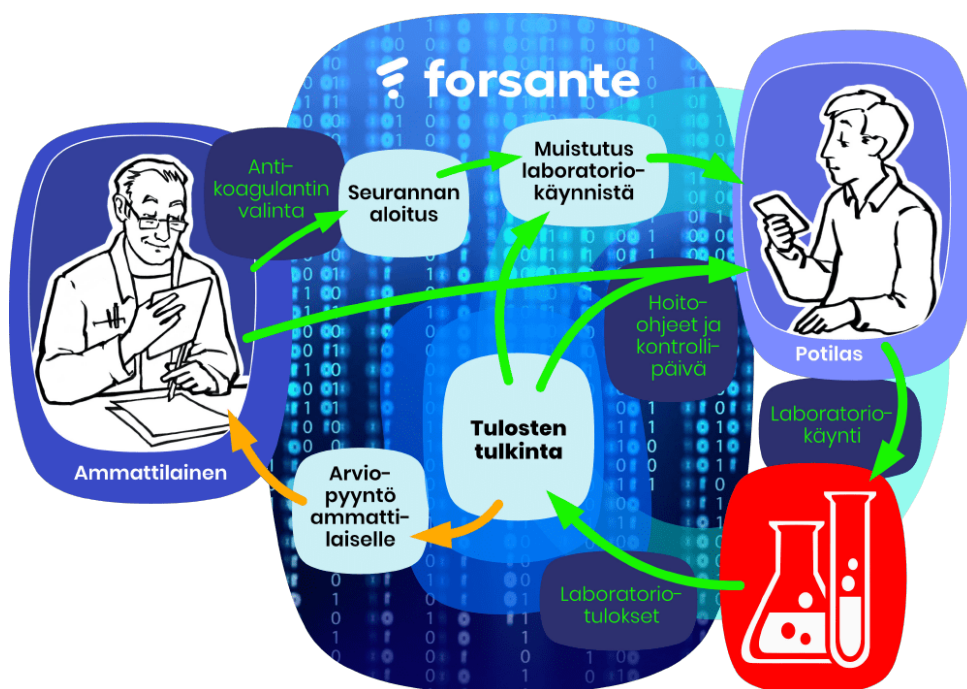 forsante
Anti-
koagulantin
valinta
Seurannan
aloitus
Muistutus
laboratorio-
käynnistä
Hoito-
ohjeet ja
kontrolli-
päivä
Potilas
Laboratorio-
käynti
Tulosten
tulkinta
Ammattilainen
Arvio-
pyyntö
ammatti-
laiselle
Laboratorio-
tulokset